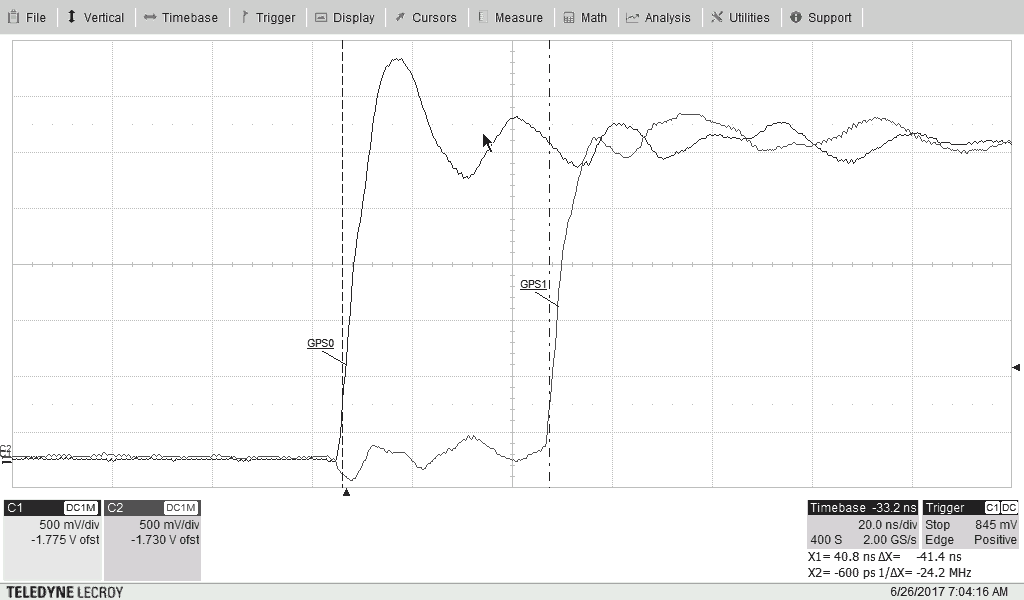 File Vertical Timebase Trigger Display Cursors Measure Math Analysis Utilities Support
GPS1
GPS0
C2
C1 DC1M C2 DC1M Timebase -33.2 ns Trigger C1 DC
500 mV/div 500 mV/div 20.0 ns/div Stop 845 mV
-1.775 V ofst -1.730 V ofst 400 S 2.00 GS/s Edge Positive
X1= 40.8 ns ΔX= -41.4 ns
X2= -600 ps 1/ΔX= -24.2 MHz
TELEDYNE LECROY 6/26/2017 7:04:16 AM